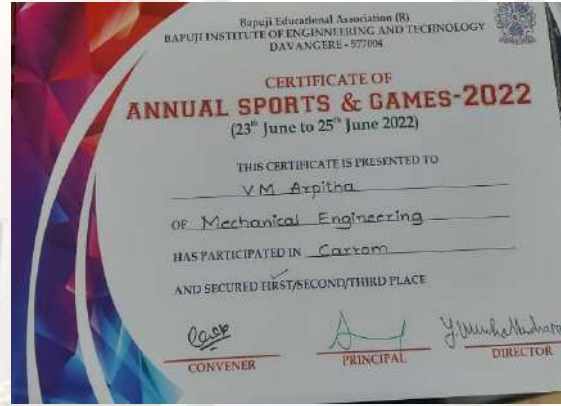 Bapuji Educational Association (R)
BAPUJI INSTITUTE OF ENGINNEERING AND TECHNOLOGY
DAVANGERE - 577004
CERTIFICATE OF
ANNUAL SPORTS & GAMES-2022
(23th June to 25th June 2022)
THIS CERTIFICATE IS PRESENTED TO
VM Arpitha
OF Mechanical Engineering
HAS PARTICIPATED IN Carrom
AND SECURED FIRST/SECOND/THIRD PLACE
CONVENER PRINCIPAL DIRECTOR